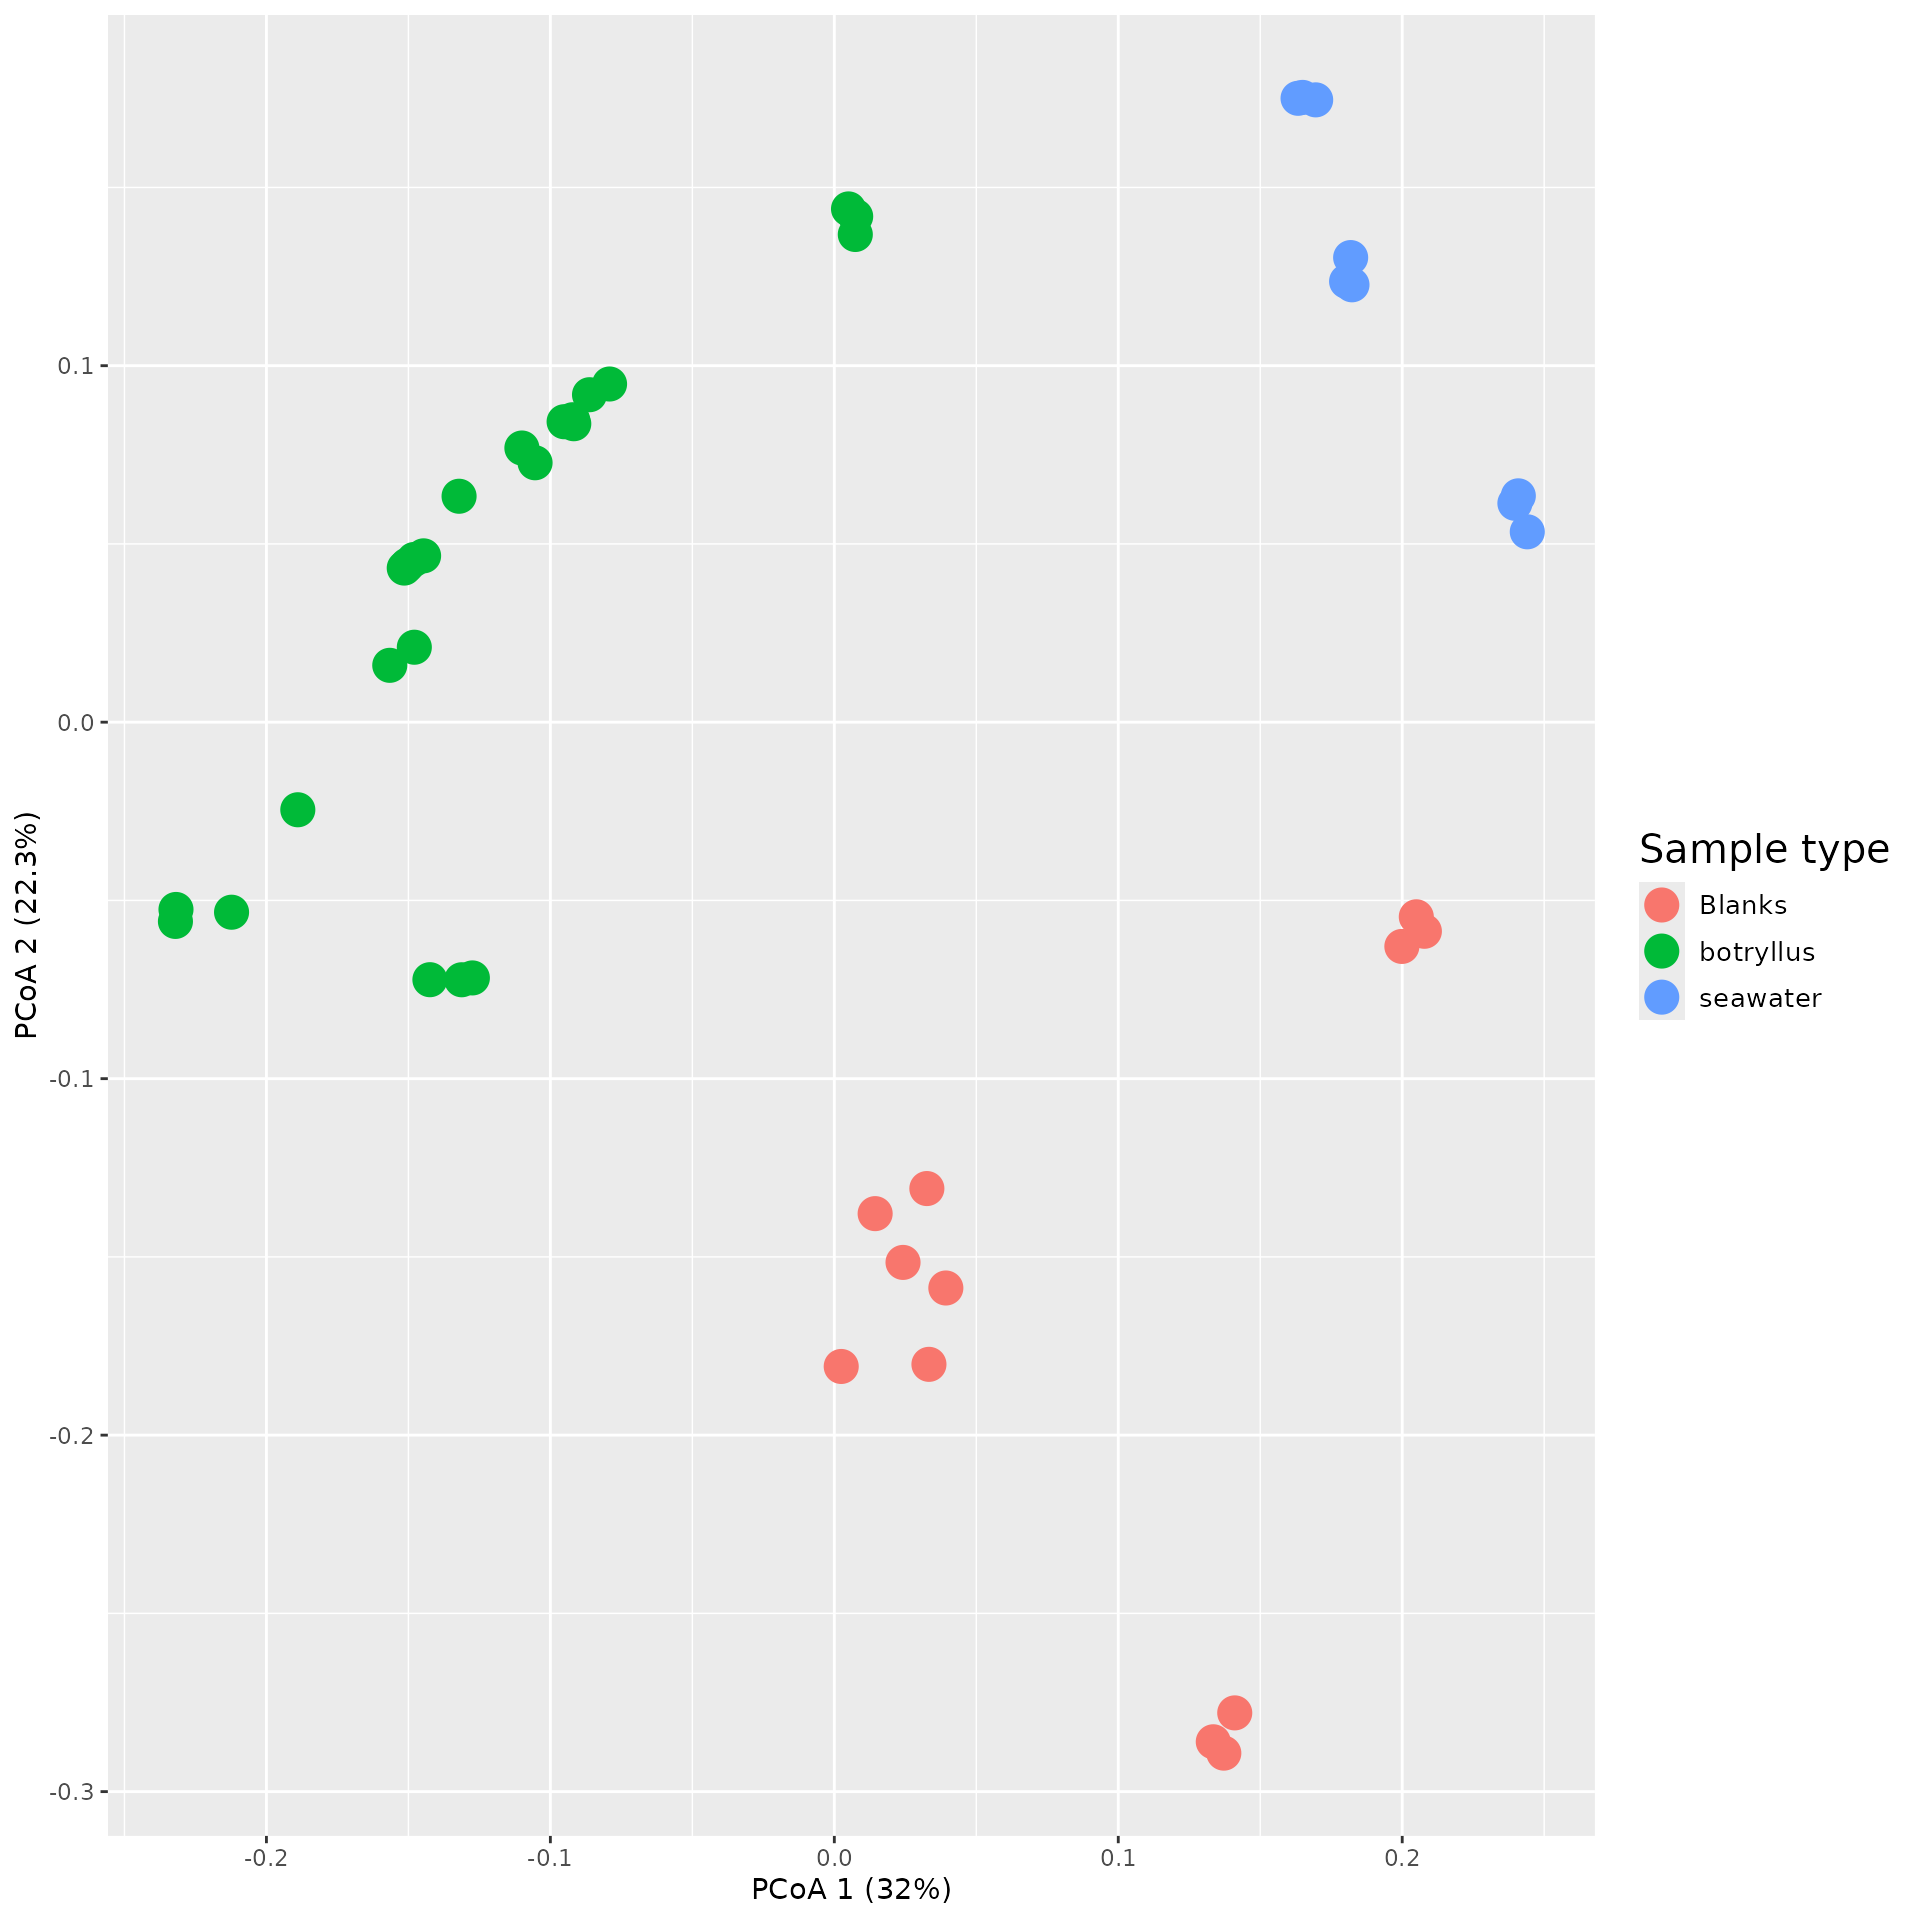 0.1
0.0
-0.1
-0.2
-0.3
PCoA 2 (22.3%)
-0.2
-0.1
0.0
0.1
0.2
PCoA 1 (32%)
Sample type
Blanks
botryllus
seawater